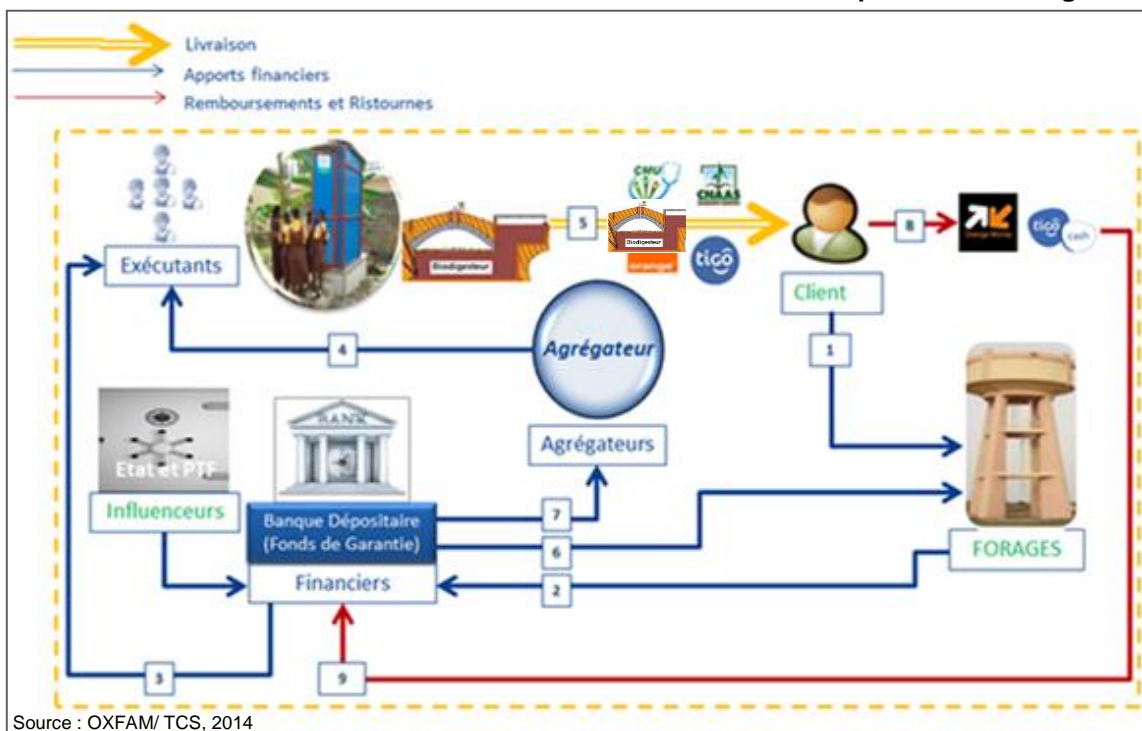 Livraison
Apports financiers
Remboursements et Ristournes
CMU
CNAAS
5
Biodigesteur
Biodigesteur
orange
tigo
8
tigo
cash
Exécutants
Client
4
Agrégateur
1
BANK
Etat et PTF
Agrégateurs
Influenceurs
Banque Dépositaire
(Fonds de Garantie)
7
6
FORAGES
Financiers
2
3
9
Source : OXFAM/ TCS, 2014